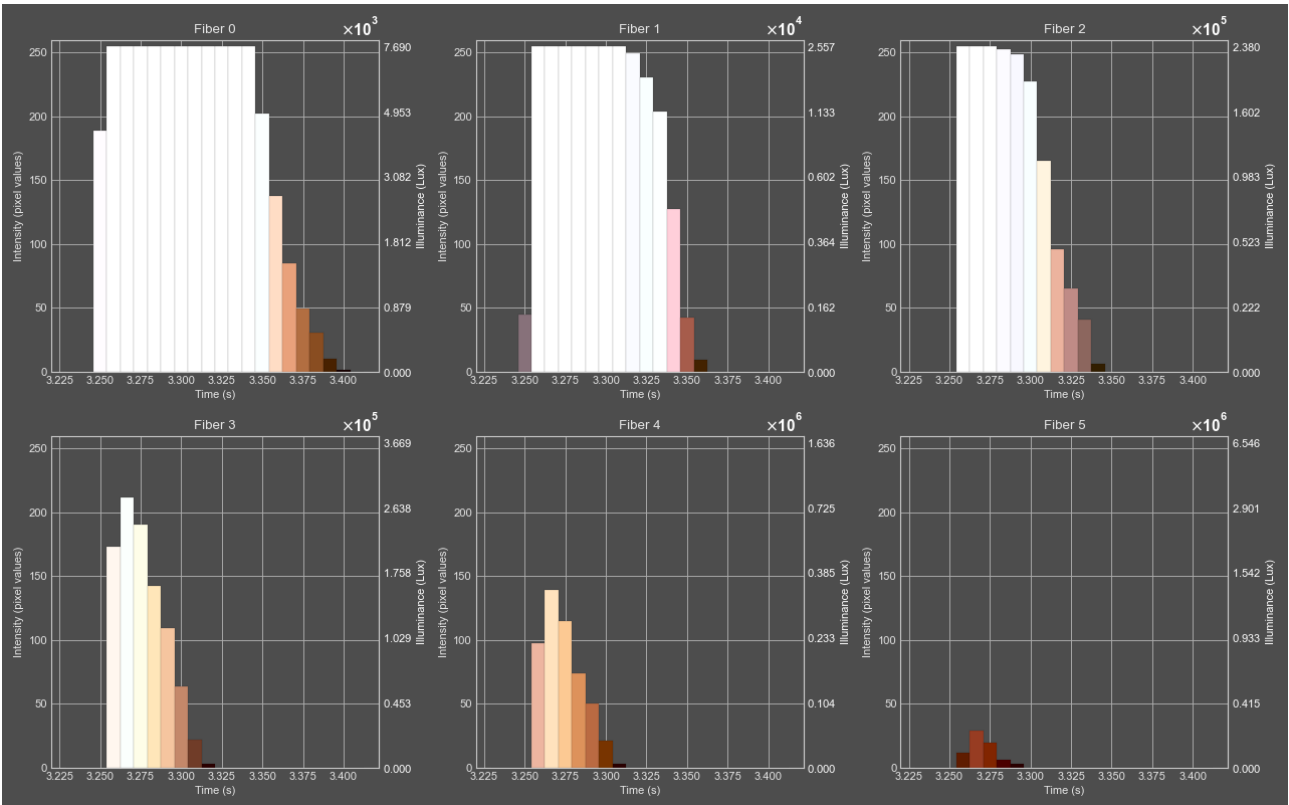 Fiber 0 ×10³ Fiber 1 ×10⁴ Fiber 2 ×10⁵
250 7.690 250 2.557 250 2.380
200 4.953 200 1.133 200 1.602
150 3.082 150 0.602 150 0.983
100 1.812 100 0.364 100 0.523
50 0.879 50 0.162 50 0.222
0 0.000 0 0.000 0 0.000
Intensity (pixel values) Illuminance (Lux) Intensity (pixel values) Illuminance (Lux) Intensity (pixel values) Illuminance (Lux)
3.225 3.250 3.275 3.300 3.325 3.350 3.375 3.400 3.225 3.250 3.275 3.300 3.325 3.350 3.375 3.400 3.225 3.250 3.275 3.300 3.325 3.350 3.375 3.400
Time (s) Time (s) Time (s)
Fiber 3 ×10⁵ Fiber 4 ×10⁶ Fiber 5 ×10⁶
250 3.669 250 1.636 250 6.546
200 2.638 200 0.725 200 2.901
150 1.758 150 0.385 150 1.542
100 1.029 100 0.233 100 0.933
50 0.453 50 0.104 50 0.415
0 0.000 0 0.000 0 0.000
Intensity (pixel values) Illuminance (Lux) Intensity (pixel values) Illuminance (Lux) Intensity (pixel values) Illuminance (Lux)
3.225 3.250 3.275 3.300 3.325 3.350 3.375 3.400 3.225 3.250 3.275 3.300 3.325 3.350 3.375 3.400 3.225 3.250 3.275 3.300 3.325 3.350 3.375 3.400
Time (s) Time (s) Time (s)